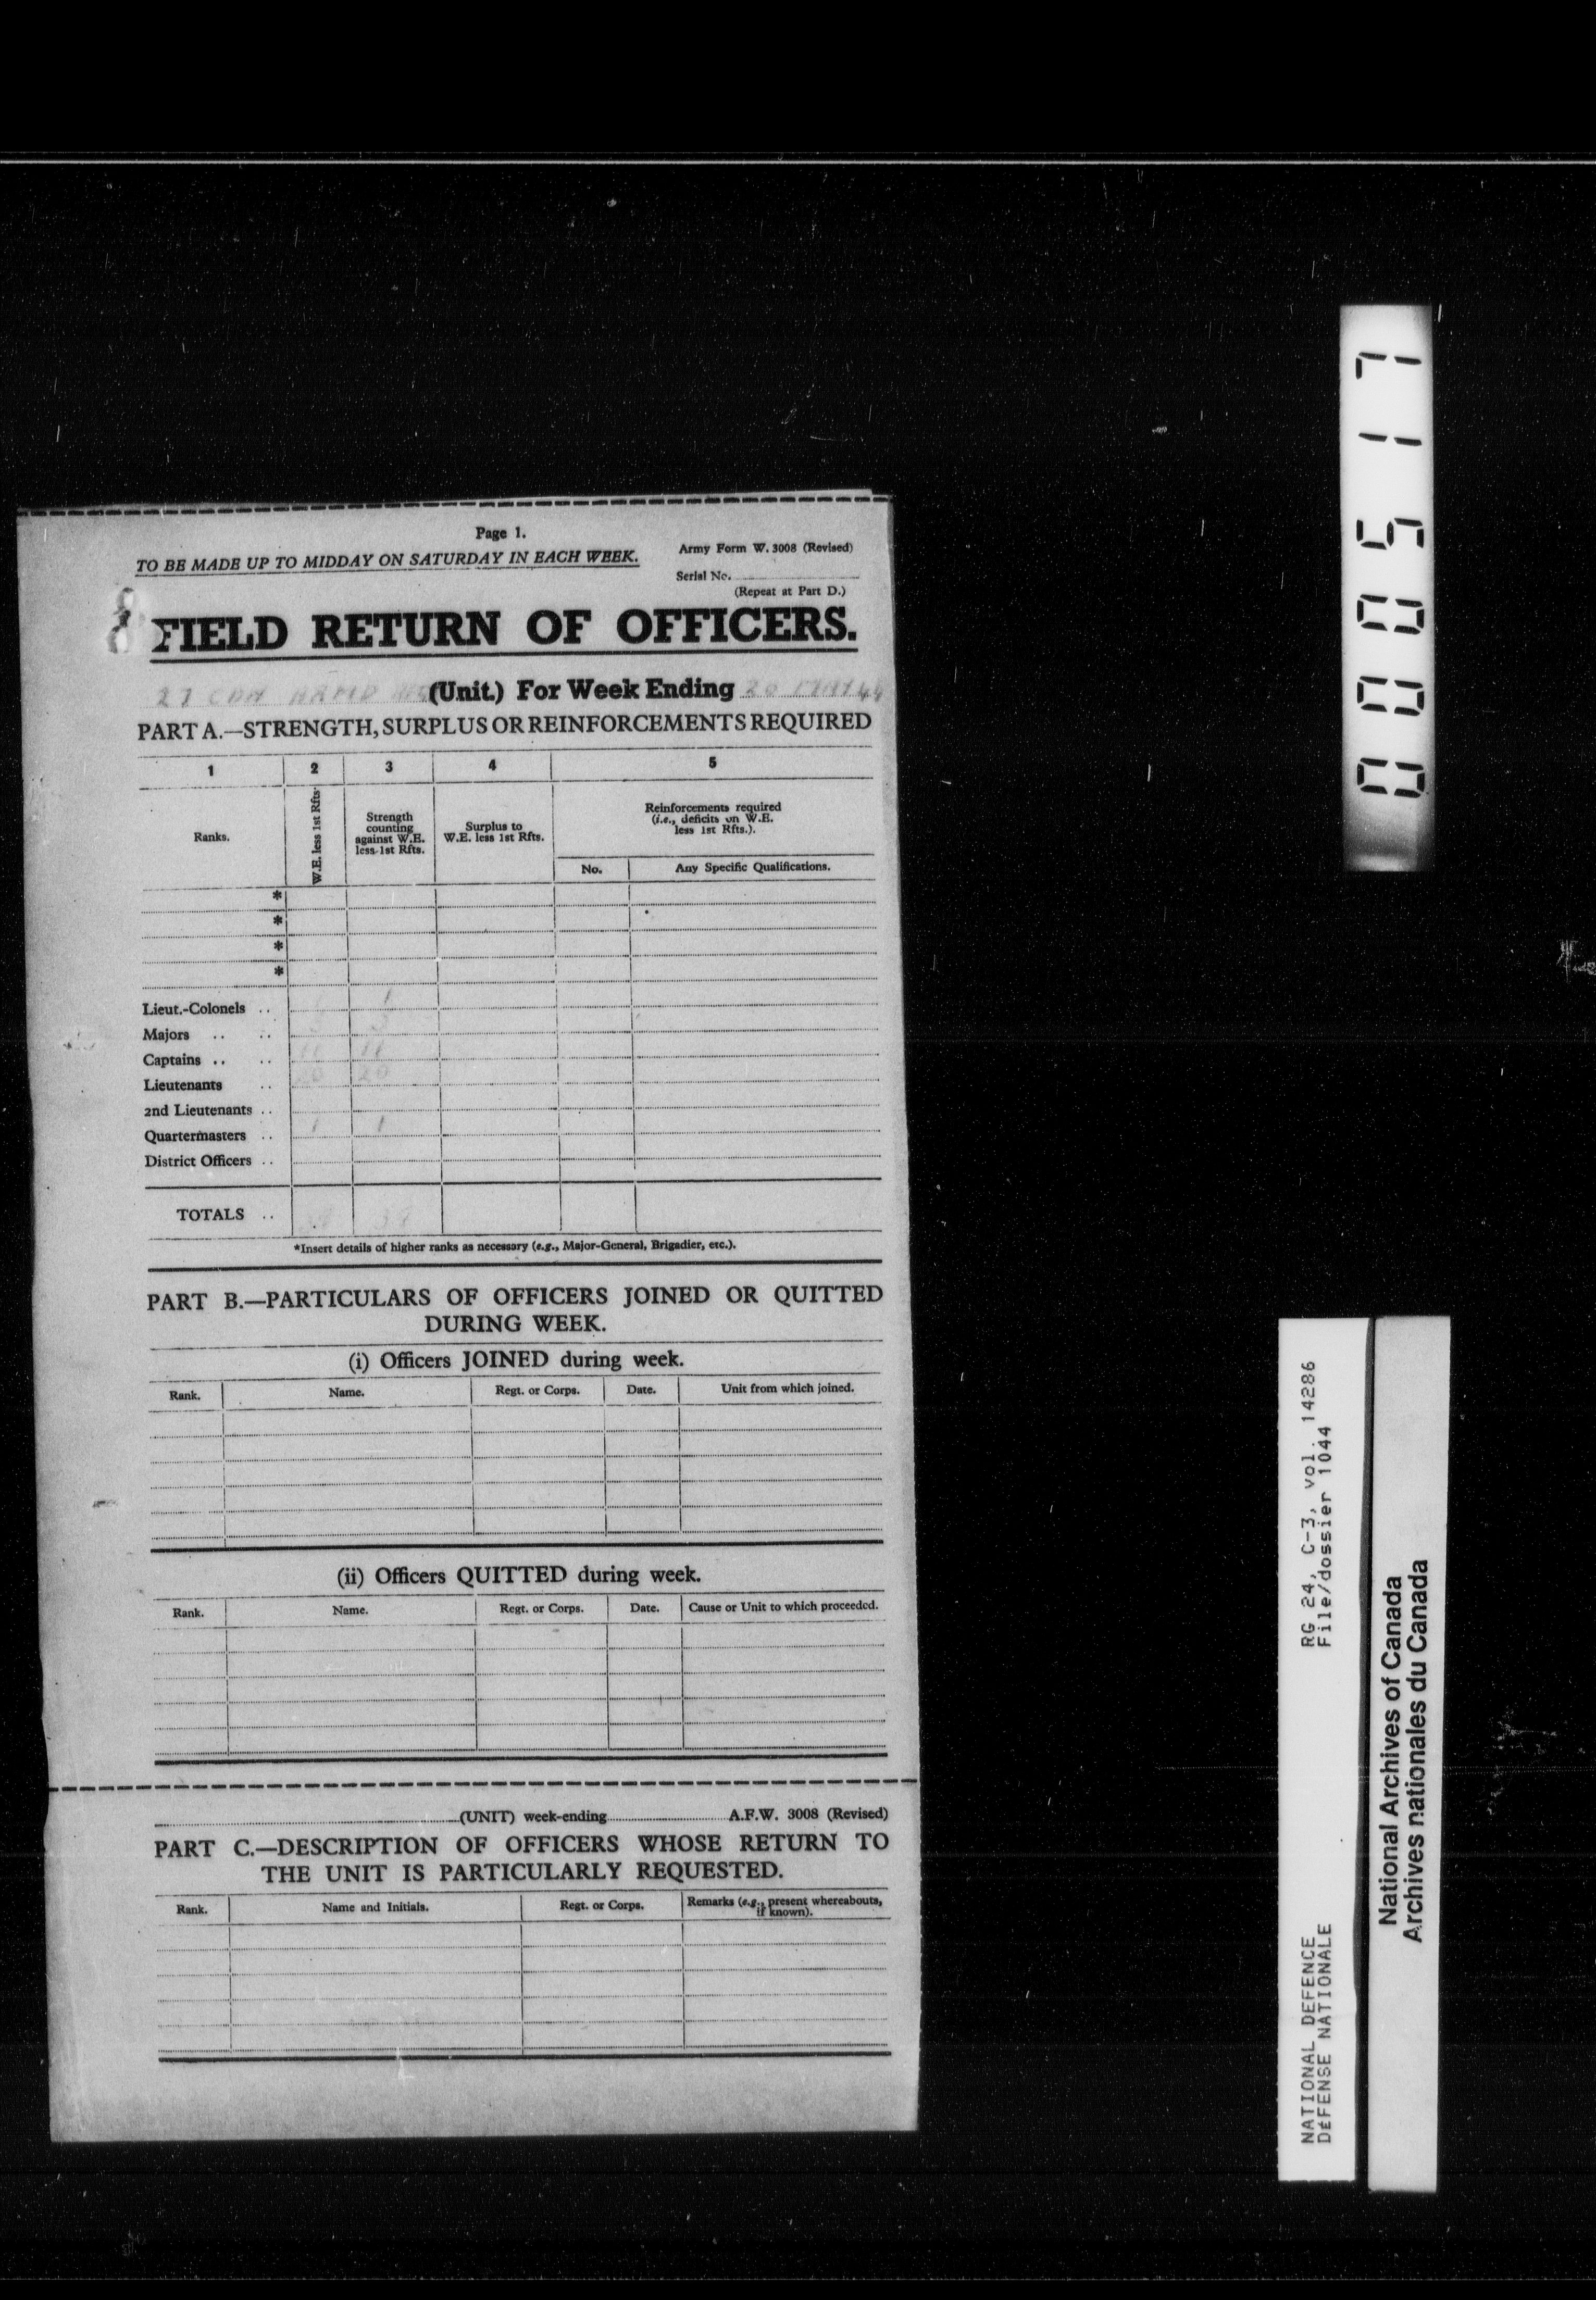 Page 1.
TO BE MADE UP TO MIDDAY ON SATURDAY IN EACH WEEK.
Army Form W. 3008 (Revised)
Serial No.
(Repeat at Part D.)
FIELD RETURN OF OFFICERS.
27 CDN ARMD (Unit.) For Week Ending 20 MAY 44
PART A.—STRENGTH, SURPLUS OR REINFORCEMENTS REQUIRED
1 2 3 4 5
Ranks.
W.E. less 1st Rfts.
Strength
counting
against W.E.
less 1st Rfts.
Surplus to
W.E. less 1st Rfts.
Reinforcements required
(i.e., deficits on W.E.
less 1st Rfts.).
No. Any Specific Qualifications.
*
*
*
*
Lieut.-Colonels .. 1
Majors .. ..
Captains .. .. 11 11
Lieutenants .. 20 20
2nd Lieutenants ..
Quartermasters .. 1 1
District Officers ..
TOTALS .. 39 39
*Insert details of higher ranks as necessary (e.g., Major-General, Brigadier, etc.).
PART B.—PARTICULARS OF OFFICERS JOINED OR QUITTED
DURING WEEK.
(i) Officers JOINED during week.
Rank. Name. Regt. or Corps. Date. Unit from which joined.
(ii) Officers QUITTED during week.
Rank. Name. Regt. or Corps. Date. Cause or Unit to which proceeded.
(UNIT) week-ending A.F.W. 3008 (Revised)
PART C.—DESCRIPTION OF OFFICERS WHOSE RETURN TO
THE UNIT IS PARTICULARLY REQUESTED.
Rank. Name and Initials. Regt. or Corps. Remarks (e.g., present whereabouts,
if known).
000517
RG 24, C-3, vol. 14286
File/dossier 1044
NATIONAL DEFENCE
DÉFENSE NATIONALE
National Archives of Canada
Archives nationales du Canada